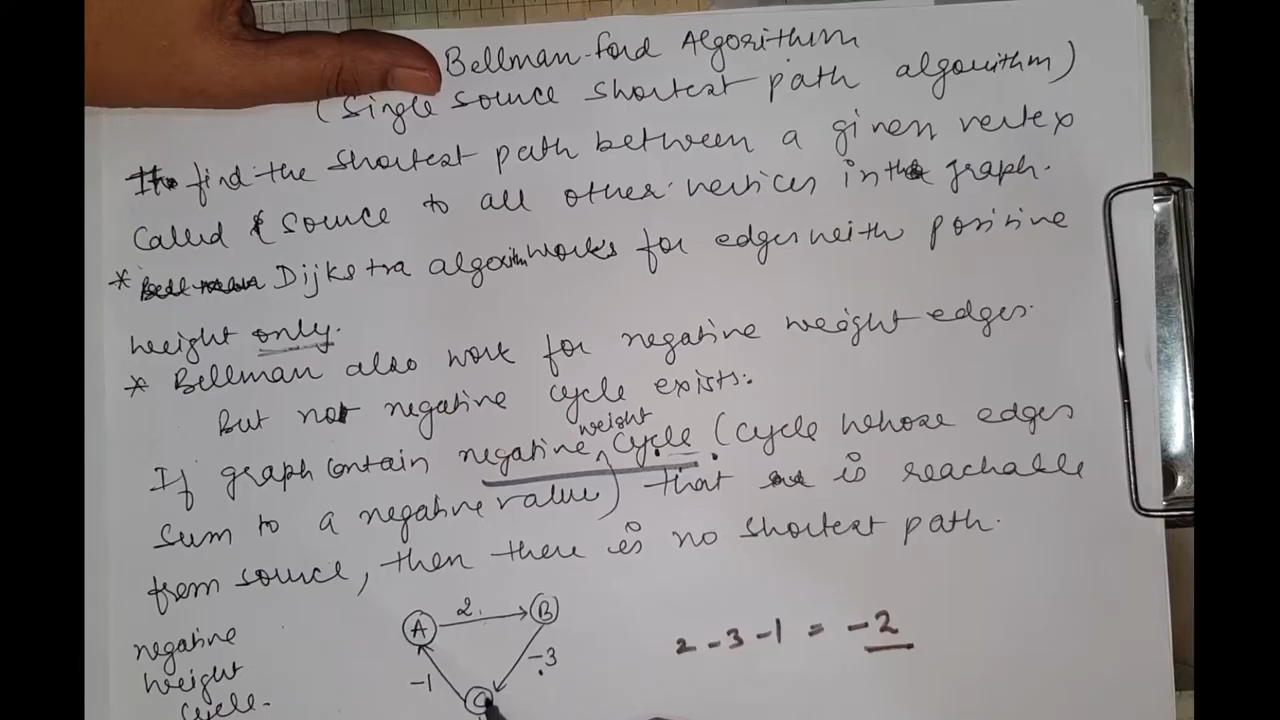 Bellman-ford Algorithm
(Single source shortest path algorithm)
find the shortest path between a given vertex
Called source to all other vertices in the graph.
* Dijkstra algorithm works for edges with positive
weight only.
* Bellman also work for negative weight edges.
But not negative cycle exists.
If graph contain negative weight cycle (cycle whose edges
sum to a negative value) that is reachable
from source, then there is no shortest path.
negative
weight
cycle.
A 2 B
-3
-1
C
2 - 3 - 1 = -2